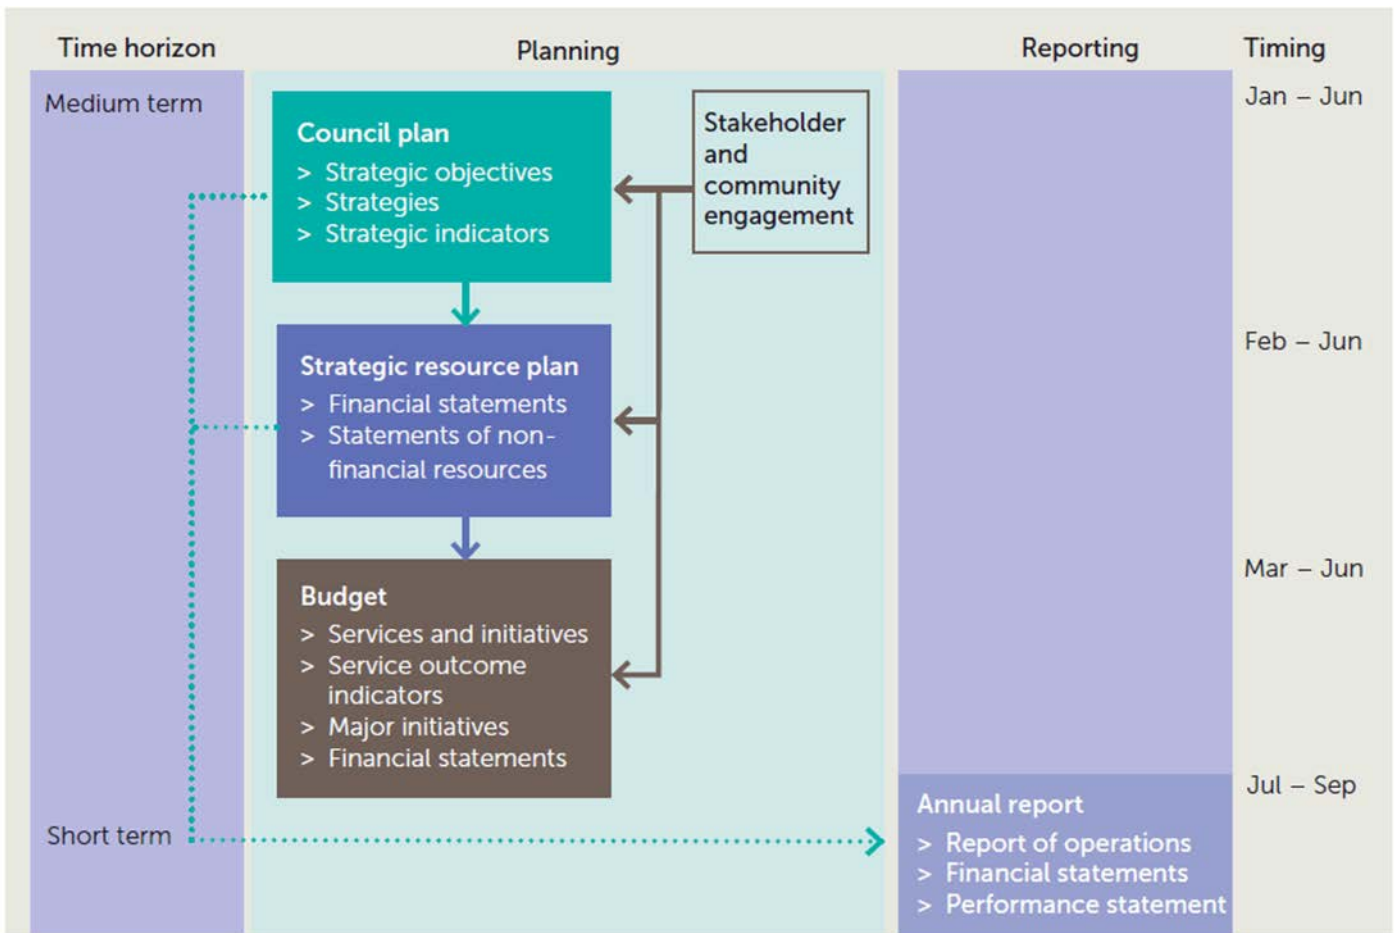 Time horizon
Planning
Reporting
Timing
Medium term
Council plan
> Strategic objectives
> Strategies
> Strategic indicators
Stakeholder
and
community
engagement
Jan – Jun
Strategic resource plan
> Financial statements
> Statements of non-
financial resources
Feb – Jun
Budget
> Services and initiatives
> Service outcome
indicators
> Major initiatives
> Financial statements
Mar – Jun
Short term
Annual report
> Report of operations
> Financial statements
> Performance statement
Jul – Sep